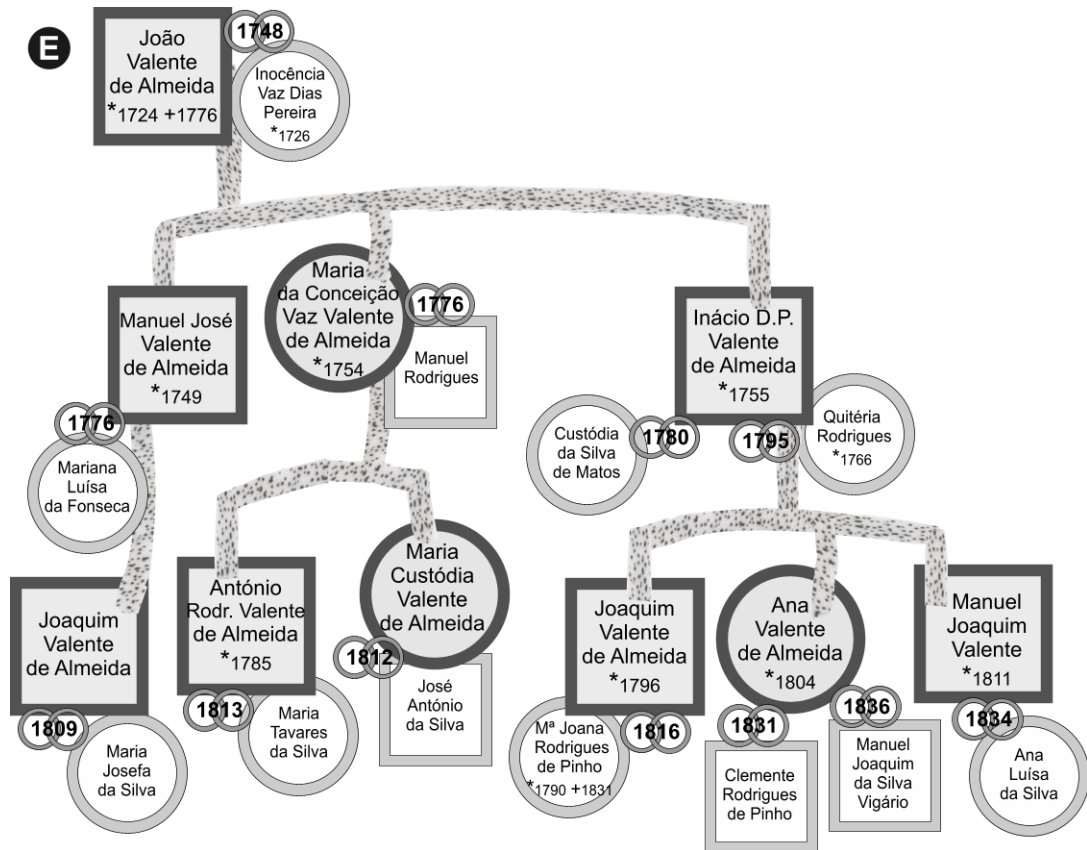 E
João
Valente
de Almeida
*1724 +1776
1748
Inocência
Vaz Dias
Pereira
*1726
Manuel José
Valente
de Almeida
*1749
1776
Mariana
Luísa
da Fonseca
Maria
da Conceição
Vaz Valente
de Almeida
*1754
1776
Manuel
Rodrigues
Inácio D.P.
Valente
de Almeida
*1755
1780
Custódia
da Silva
de Matos
1795
Quitéria
Rodrigues
*1766
Joaquim
Valente
de Almeida
1809
Maria
Josefa
da Silva
António
Rodr. Valente
de Almeida
*1785
1813
Maria
Tavares
da Silva
Maria
Custódia
Valente
de Almeida
1812
José
António
da Silva
Joaquim
Valente
de Almeida
*1796
1816
Mª Joana
Rodrigues
de Pinho
*1790 +1831
Ana
Valente
de Almeida
*1804
1831
Clemente
Rodrigues
de Pinho
1836
Manuel
Joaquim
da Silva
Vigário
Manuel
Joaquim
Valente
*1811
1834
Ana
Luísa
da Silva